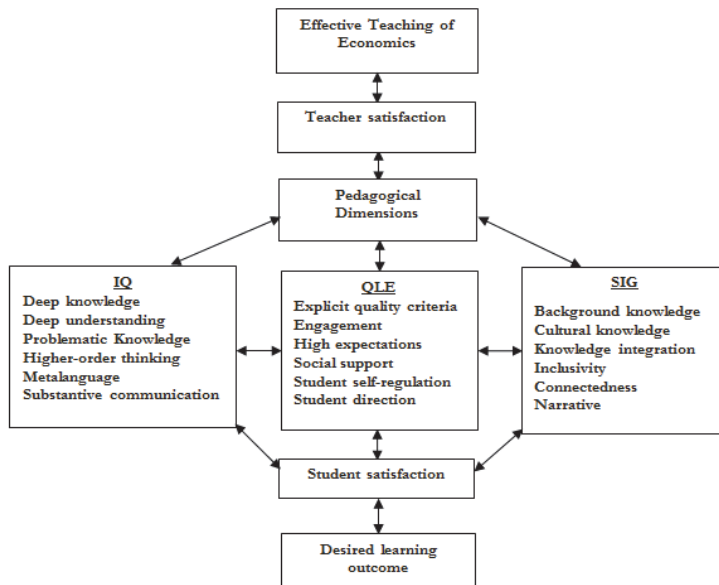 Effective Teaching of
Economics
Teacher satisfaction
Pedagogical
Dimensions
IQ
Deep knowledge
Deep understanding
Problematic Knowledge
Higher-order thinking
Metalanguage
Substantive communication
QLE
Explicit quality criteria
Engagement
High expectations
Social support
Student self-regulation
Student direction
SIG
Background knowledge
Cultural knowledge
Knowledge integration
Inclusivity
Connectedness
Narrative
Student satisfaction
Desired learning
outcome